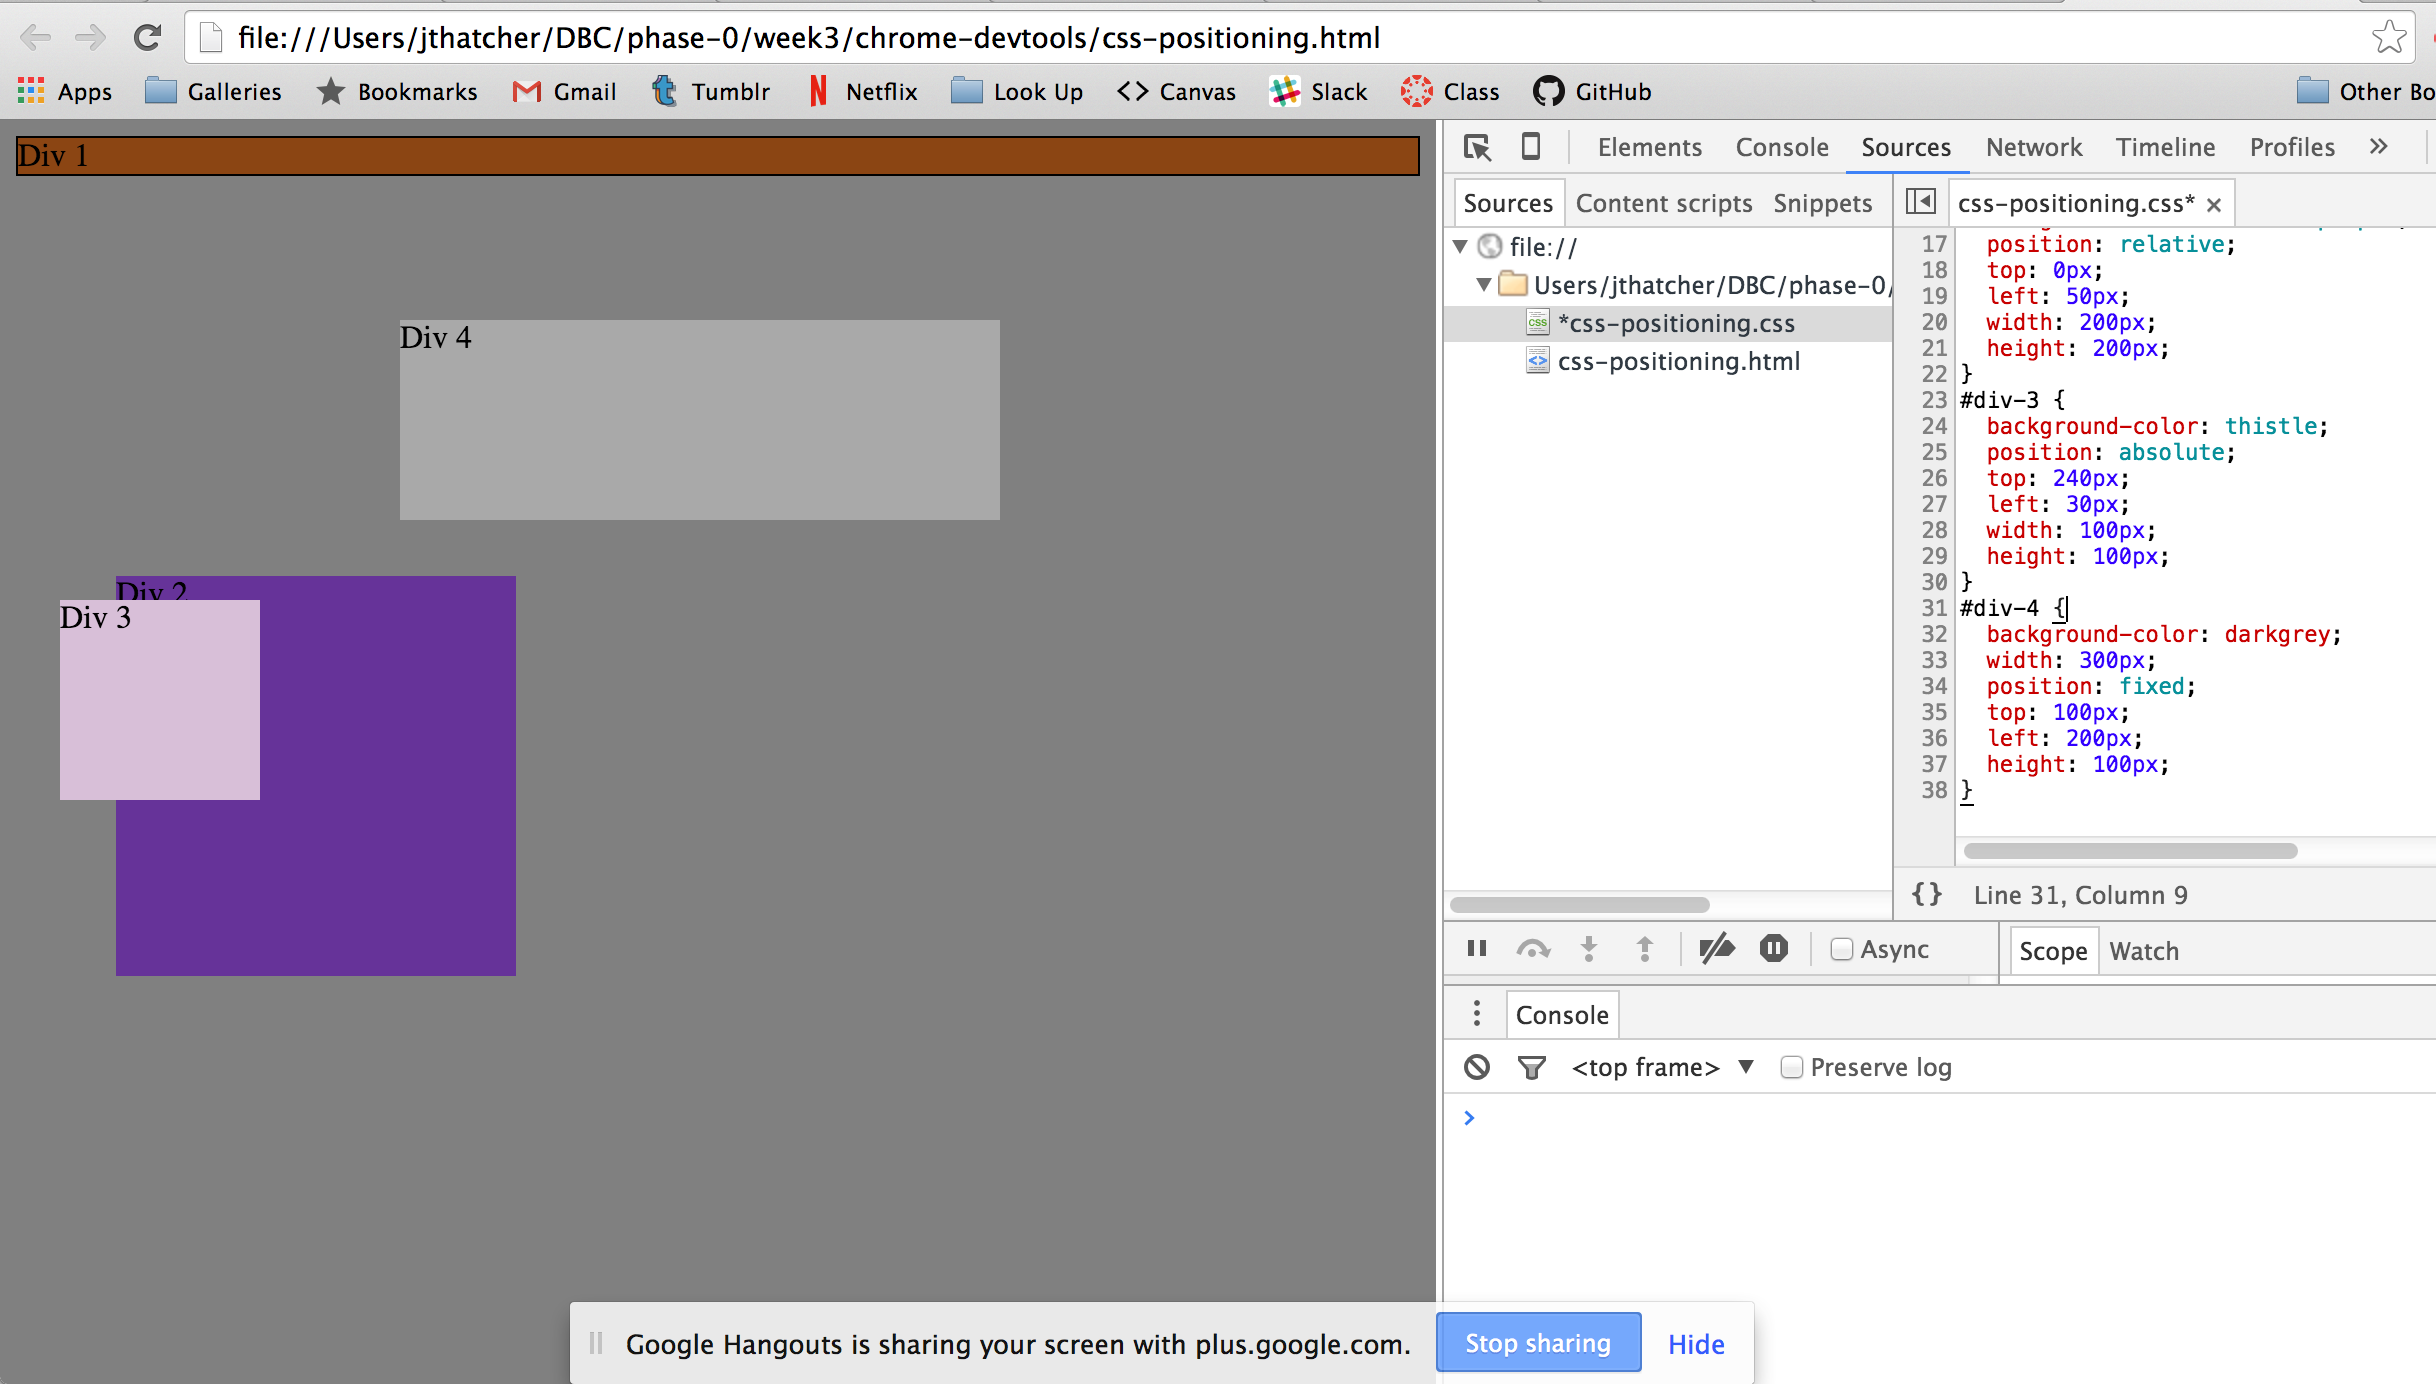 file:///Users/jthatcher/DBC/phase-0/week3/chrome-devtools/css-positioning.html
Apps Galleries Bookmarks Gmail Tumblr Netflix Look Up <> Canvas Slack Class GitHub Other Bo
Div 1
Div 4
Div 2
Div 3
Elements Console Sources Network Timeline Profiles »
Sources Content scripts Snippets
file://
Users/jthatcher/DBC/phase-0/
*css-positioning.css
css-positioning.html
css-positioning.css* ×
17 position: relative;
18 top: 0px;
19 left: 50px;
20 width: 200px;
21 height: 200px;
22 }
23 #div-3 {
24 background-color: thistle;
25 position: absolute;
26 top: 240px;
27 left: 30px;
28 width: 100px;
29 height: 100px;
30 }
31 #div-4 {
32 background-color: darkgrey;
33 width: 300px;
34 position: fixed;
35 top: 100px;
36 left: 200px;
37 height: 100px;
38 }
{} Line 31, Column 9
Async
Scope Watch
Console
<top frame> ▼ Preserve log
>
Google Hangouts is sharing your screen with plus.google.com. Stop sharing Hide